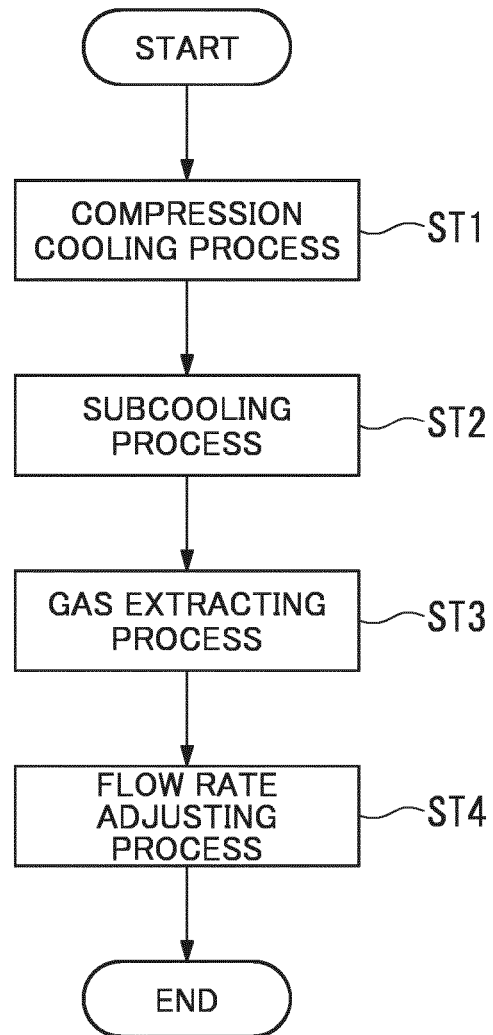 START
COMPRESSION
COOLING PROCESS
ST1
SUBCOOLING
PROCESS
ST2
GAS EXTRACTING
PROCESS
ST3
FLOW RATE
ADJUSTING
PROCESS
ST4
END